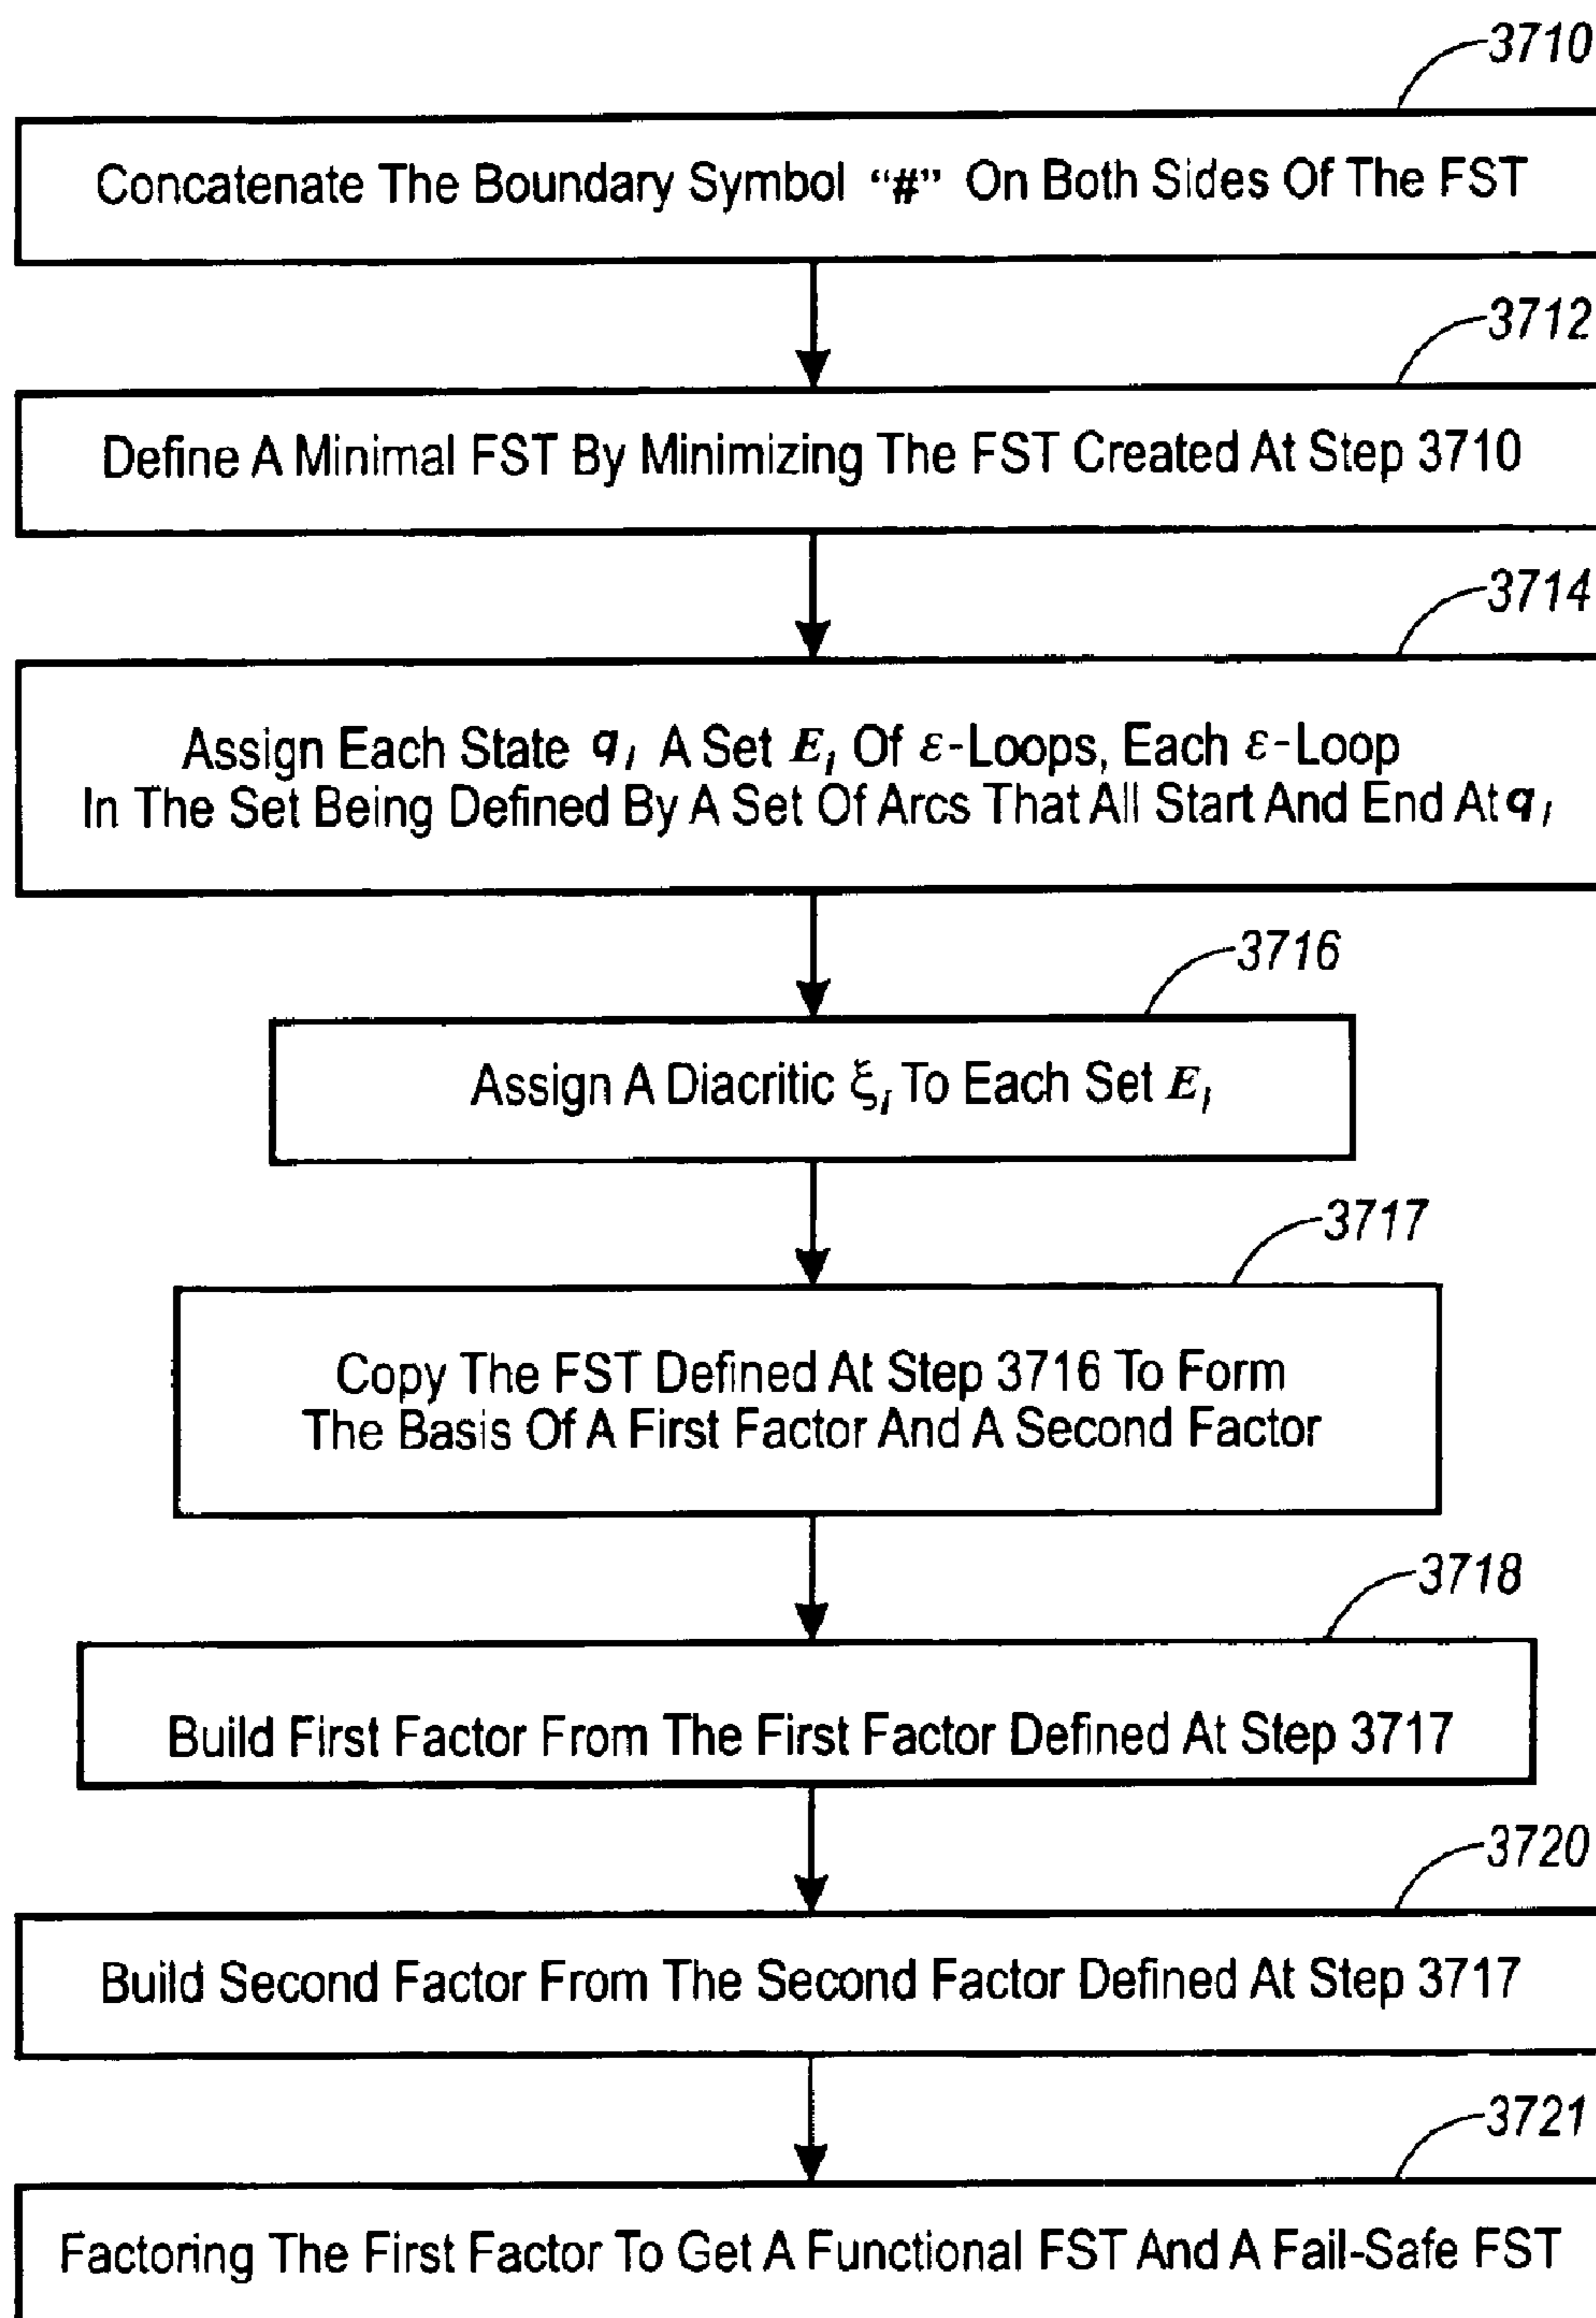 3710
Concatenate The Boundary Symbol “#” On Both Sides Of The FST
3712
Define A Minimal FST By Minimizing The FST Created At Step 3710
3714
Assign Each State qᵢ A Set Eᵢ Of ε-Loops, Each ε-Loop
In The Set Being Defined By A Set Of Arcs That All Start And End At qᵢ
3716
Assign A Diacritic ξᵢ To Each Set Eᵢ
3717
Copy The FST Defined At Step 3716 To Form
The Basis Of A First Factor And A Second Factor
3718
Build First Factor From The First Factor Defined At Step 3717
3720
Build Second Factor From The Second Factor Defined At Step 3717
3721
Factoring The First Factor To Get A Functional FST And A Fail-Safe FST